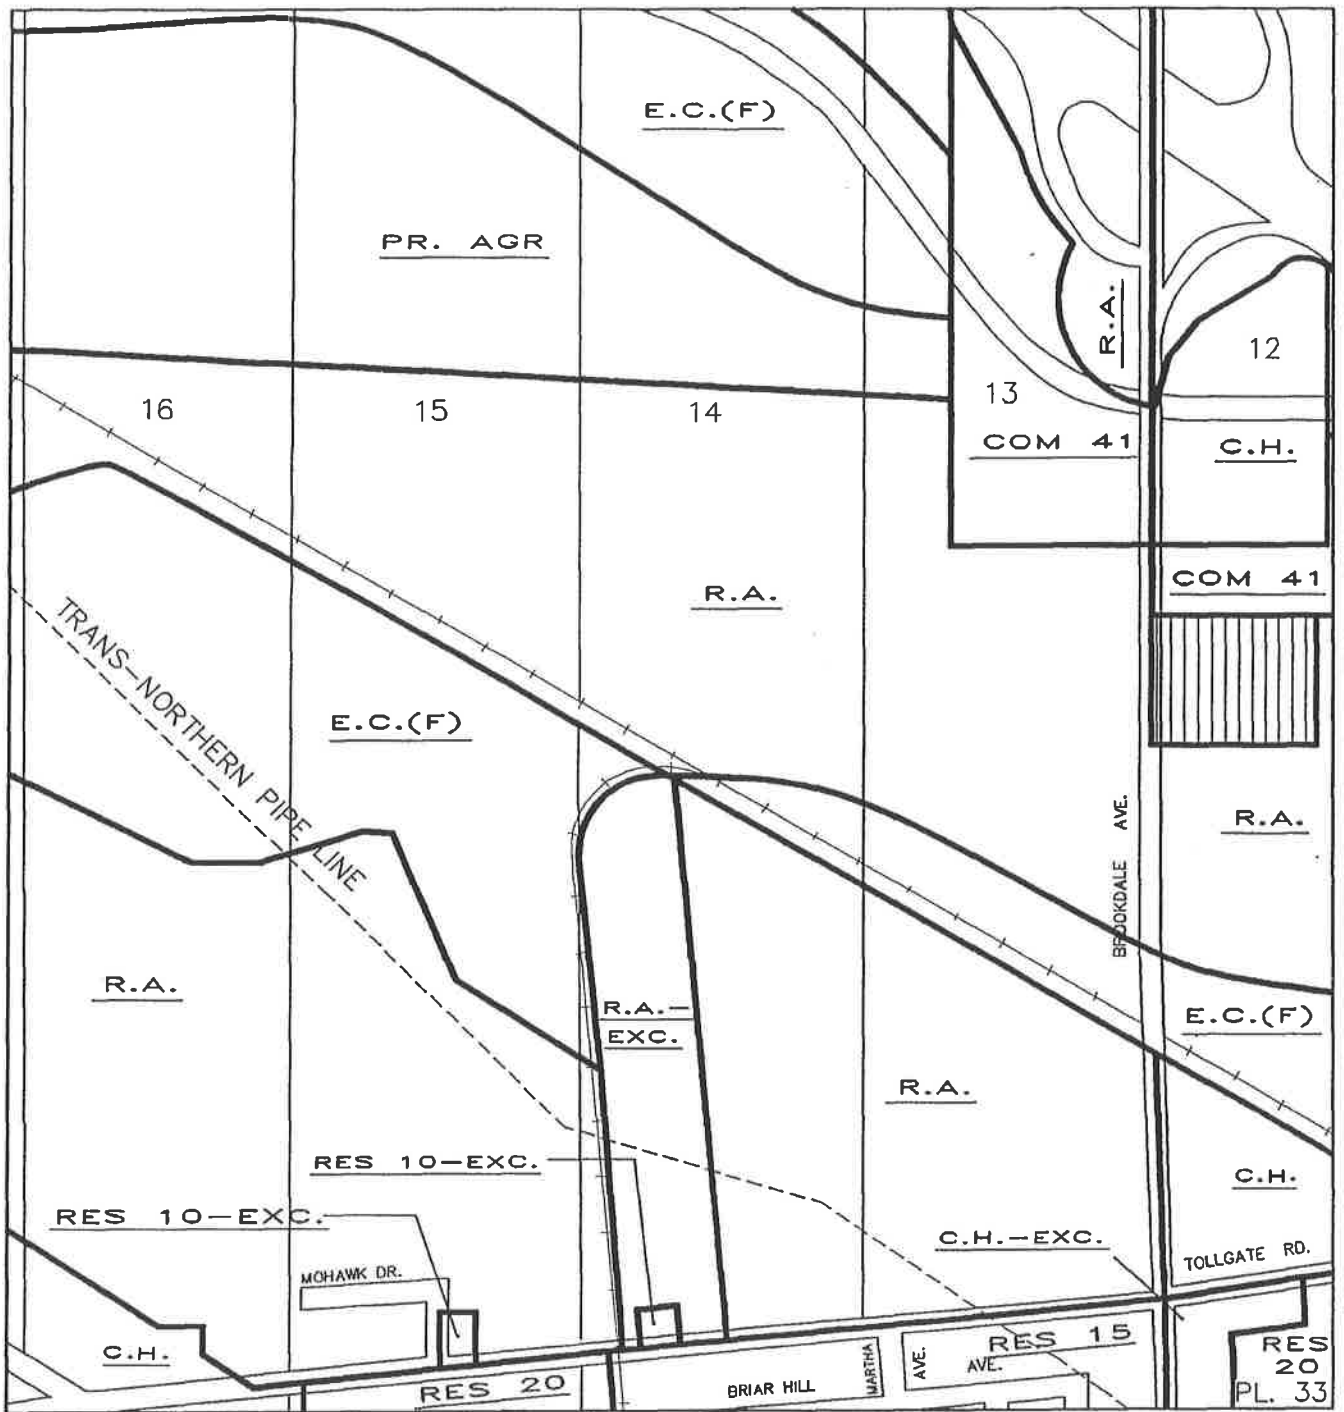 E.C.(F)
PR. AGR
R.A.
12
16
15
14
13
COM 41
C.H.
COM 41
R.A.
TRANS-NORTHERN PIPE LINE
E.C.(F)
BROOKDALE AVE.
R.A.
R.A.
R.A.-
EXC.
E.C.(F)
R.A.
RES 10-EXC.
C.H.
RES 10-EXC.
C.H.-EXC.
TOLLGATE RD.
MOHAWK DR.
C.H.
RES 20
BRIAR HILL
MARTHA
AVE.
AVE.
RES 15
RES
20
PL. 33